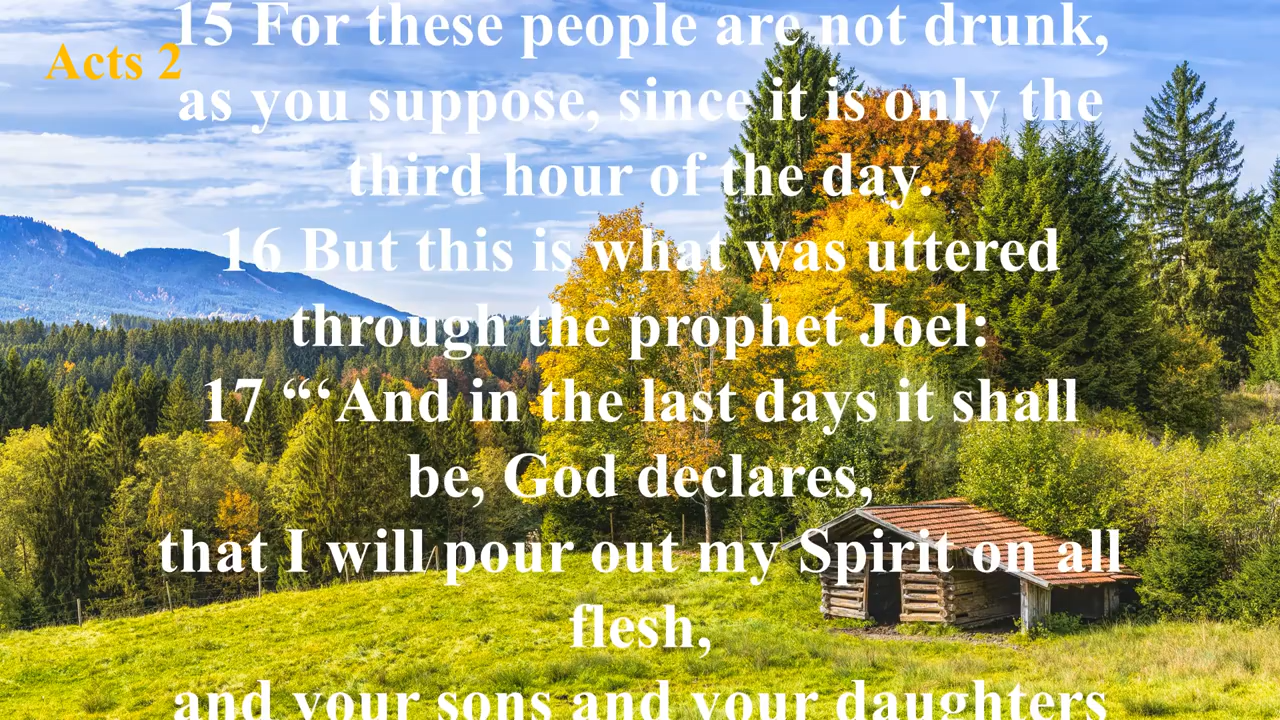 Acts 2
15 For these people are not drunk,
as you suppose, since it is only the
third hour of the day.
16 But this is what was uttered
through the prophet Joel:
17 “‘And in the last days it shall
be, God declares,
that I will pour out my Spirit on all
flesh,
and your sons and your daughters